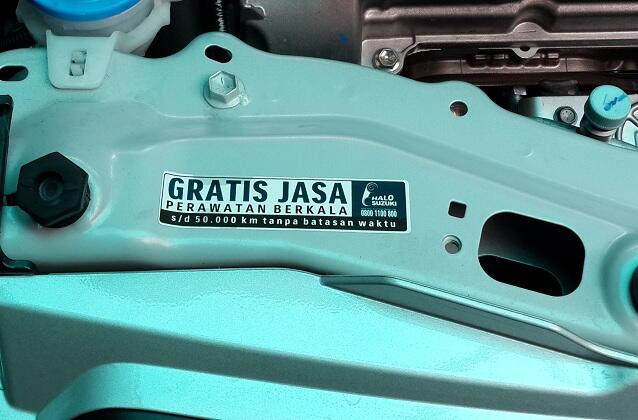 GRATIS JASA
PERAWATAN BERKALA
s/d 50.000 km tanpa batasan waktu
HALO
SUZUKI
0800 1100 800